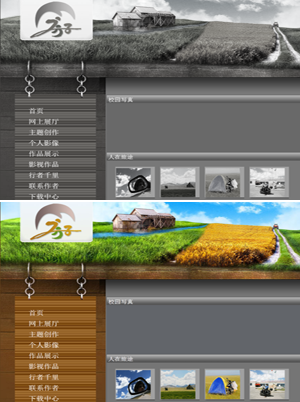 首页
网上展厅
主题创作
个人影像
作品展示
影视作品
行者千里
联系作者
下载中心
校园写真
人在旅途
首页
网上展厅
主题创作
个人影像
作品展示
影视作品
行者千里
联系作者
下载中心
校园写真
人在旅途